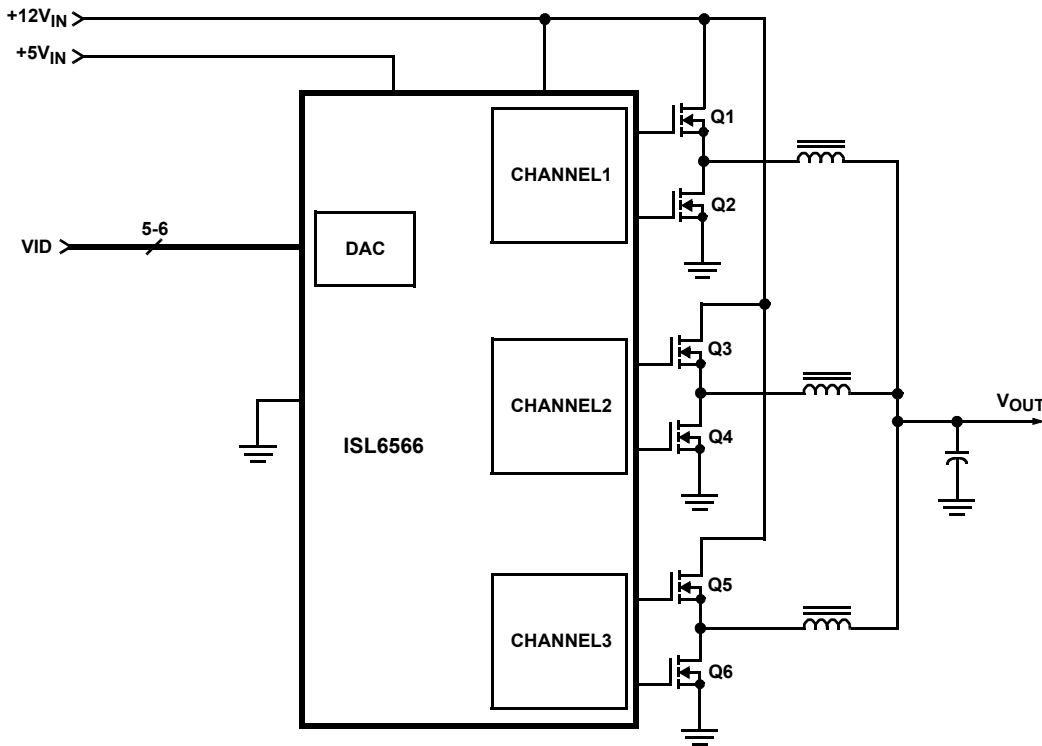 +12VIN
+5VIN
Q1
CHANNEL1
Q2
5-6
VID
DAC
Q3
CHANNEL2
VOUT
Q4
ISL6566
Q5
CHANNEL3
Q6